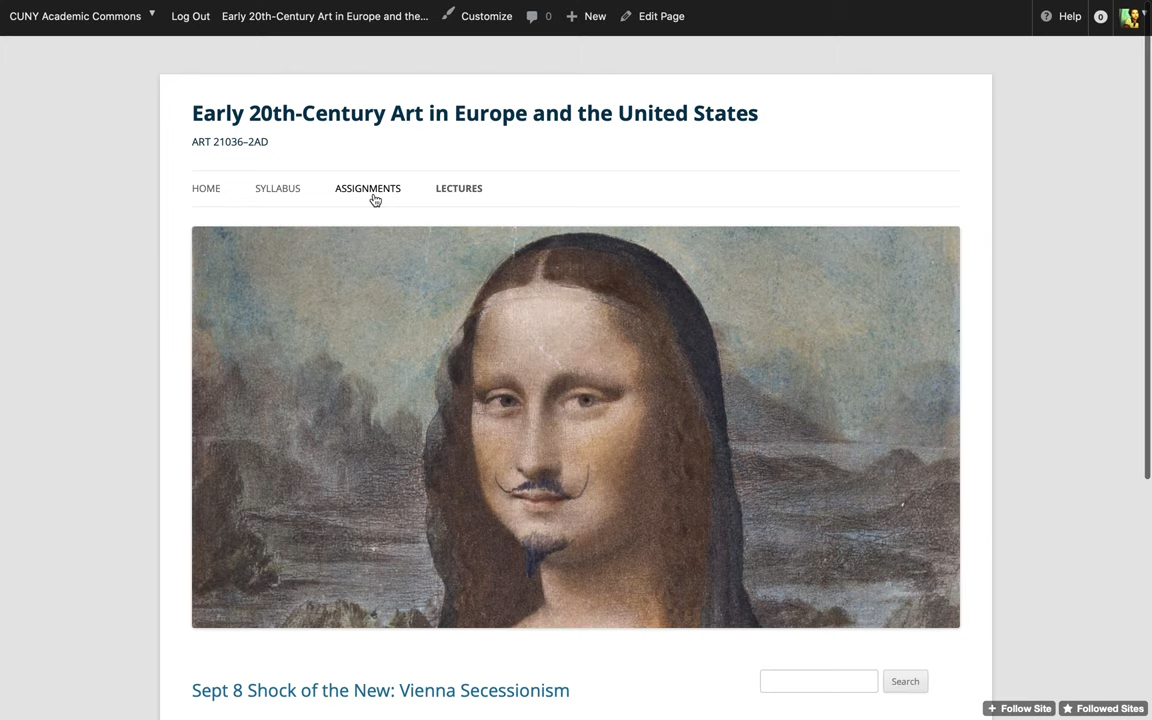 CUNY Academic Commons Log Out Early 20th-Century Art in Europe and the... Customize 0 New Edit Page Help 0
Early 20th-Century Art in Europe and the United States
ART 21036–2AD
HOME SYLLABUS ASSIGNMENTS LECTURES
Sept 8 Shock of the New: Vienna Secessionism
Search
Follow Site Followed Sites